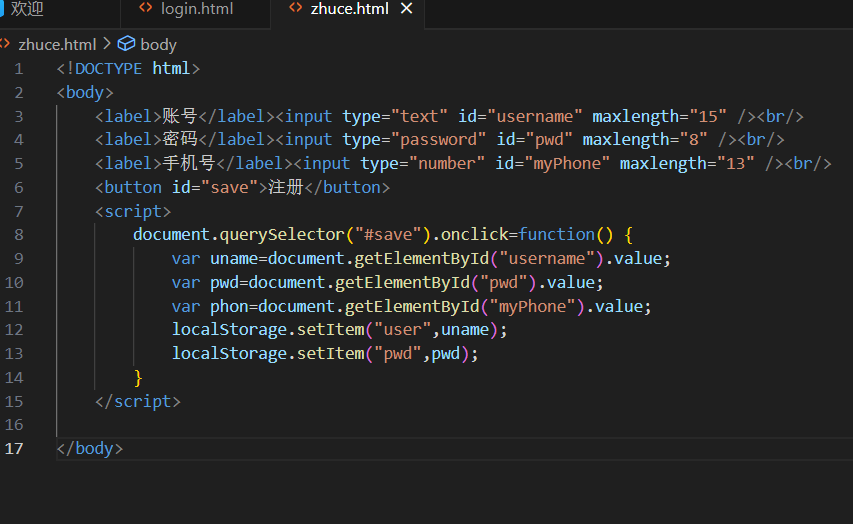 欢迎 login.html zhuce.html ×
zhuce.html > body
1 <!DOCTYPE html>
2 <body>
3 <label>账号</label><input type="text" id="username" maxlength="15" /><br/>
4 <label>密码</label><input type="password" id="pwd" maxlength="8" /><br/>
5 <label>手机号</label><input type="number" id="myPhone" maxlength="13" /><br/>
6 <button id="save">注册</button>
7 <script>
8 document.querySelector("#save").onclick=function() {
9 var uname=document.getElementById("username").value;
10 var pwd=document.getElementById("pwd").value;
11 var phon=document.getElementById("myPhone").value;
12 localStorage.setItem("user",uname);
13 localStorage.setItem("pwd",pwd);
14 }
15 </script>
16
17 </body>